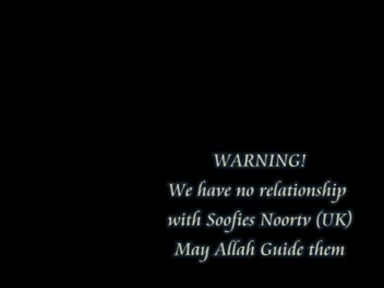 WARNING!
We have no relationship
with Soofies Noortv (UK)
May Allah Guide them